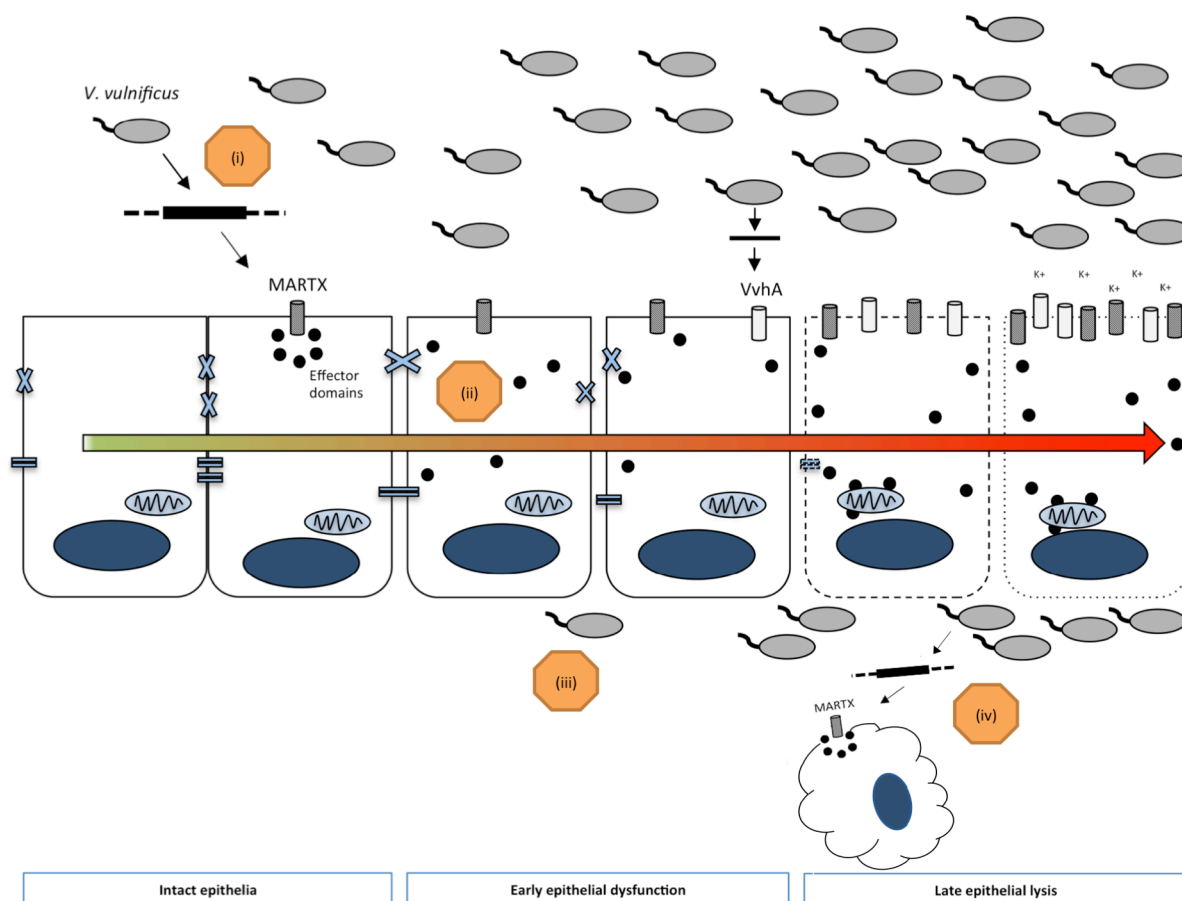 V. vulnificus
(i)
MARTX
Effector
domains
(ii)
VvhA
K+
K+
K+
K+
K+
(iii)
MARTX
(iv)
Intact epithelia
Early epithelial dysfunction
Late epithelial lysis